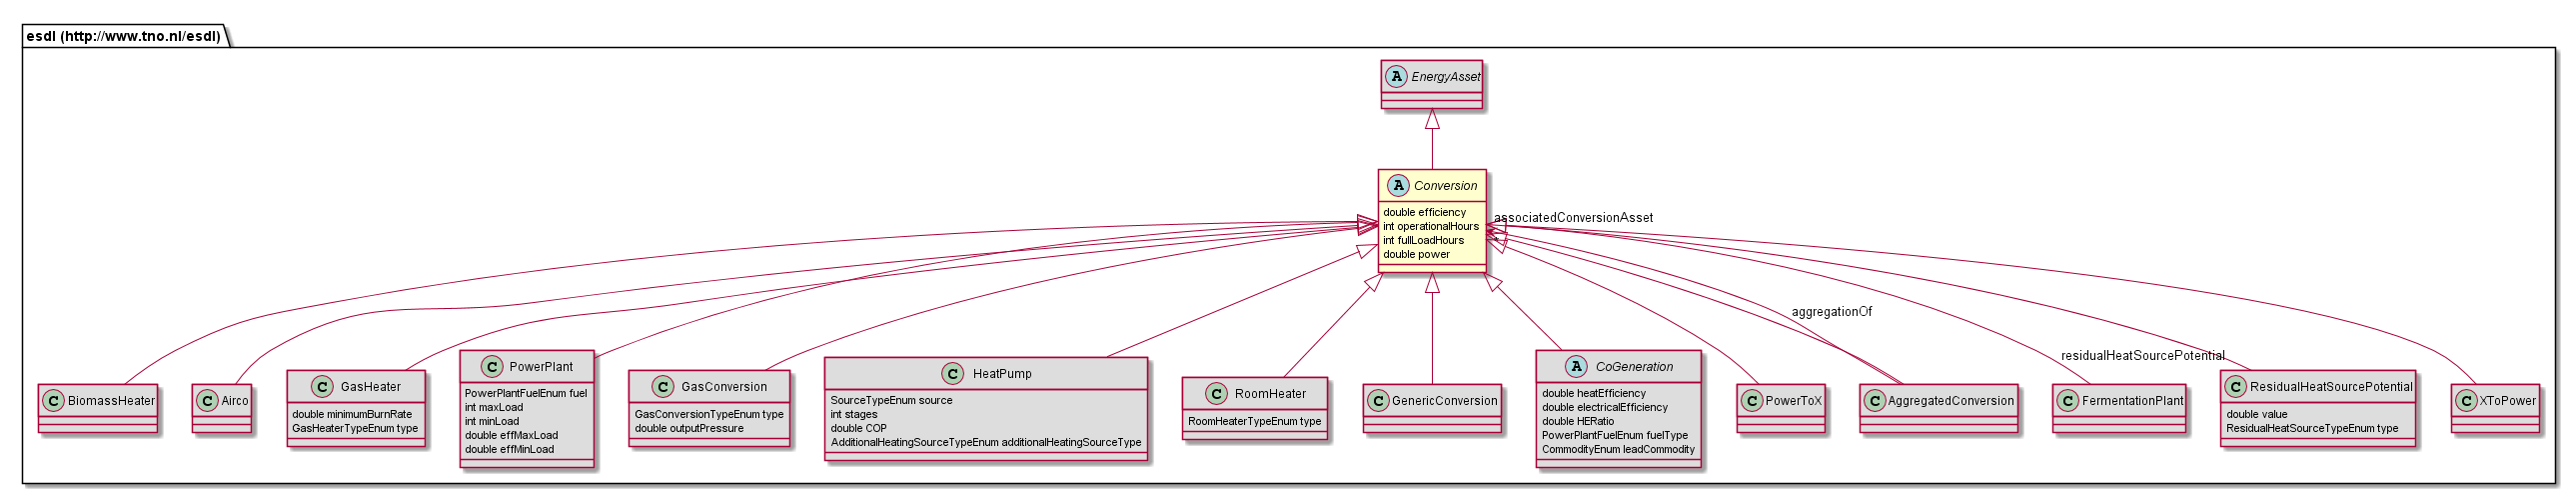 esdl (http://www.tno.nl/esdl)
A EnergyAsset
A Conversion
double efficiency
int operationalHours
int fullLoadHours
double power
associatedConversionAsset
aggregationOf
residualHeatSourcePotential
C BiomassHeater
C Airco
C GasHeater
double minimumBurnRate
GasHeaterTypeEnum type
C PowerPlant
PowerPlantFuelEnum fuel
int maxLoad
int minLoad
double effMaxLoad
double effMinLoad
C GasConversion
GasConversionTypeEnum type
double outputPressure
C HeatPump
SourceTypeEnum source
int stages
double COP
AdditionalHeatingSourceTypeEnum additionalHeatingSourceType
C RoomHeater
RoomHeaterTypeEnum type
C GenericConversion
A CoGeneration
double heatEfficiency
double electricalEfficiency
double HERatio
PowerPlantFuelEnum fuelType
CommodityEnum leadCommodity
C PowerToX
C AggregatedConversion
C FermentationPlant
C ResidualHeatSourcePotential
double value
ResidualHeatSourceTypeEnum type
C XToPower